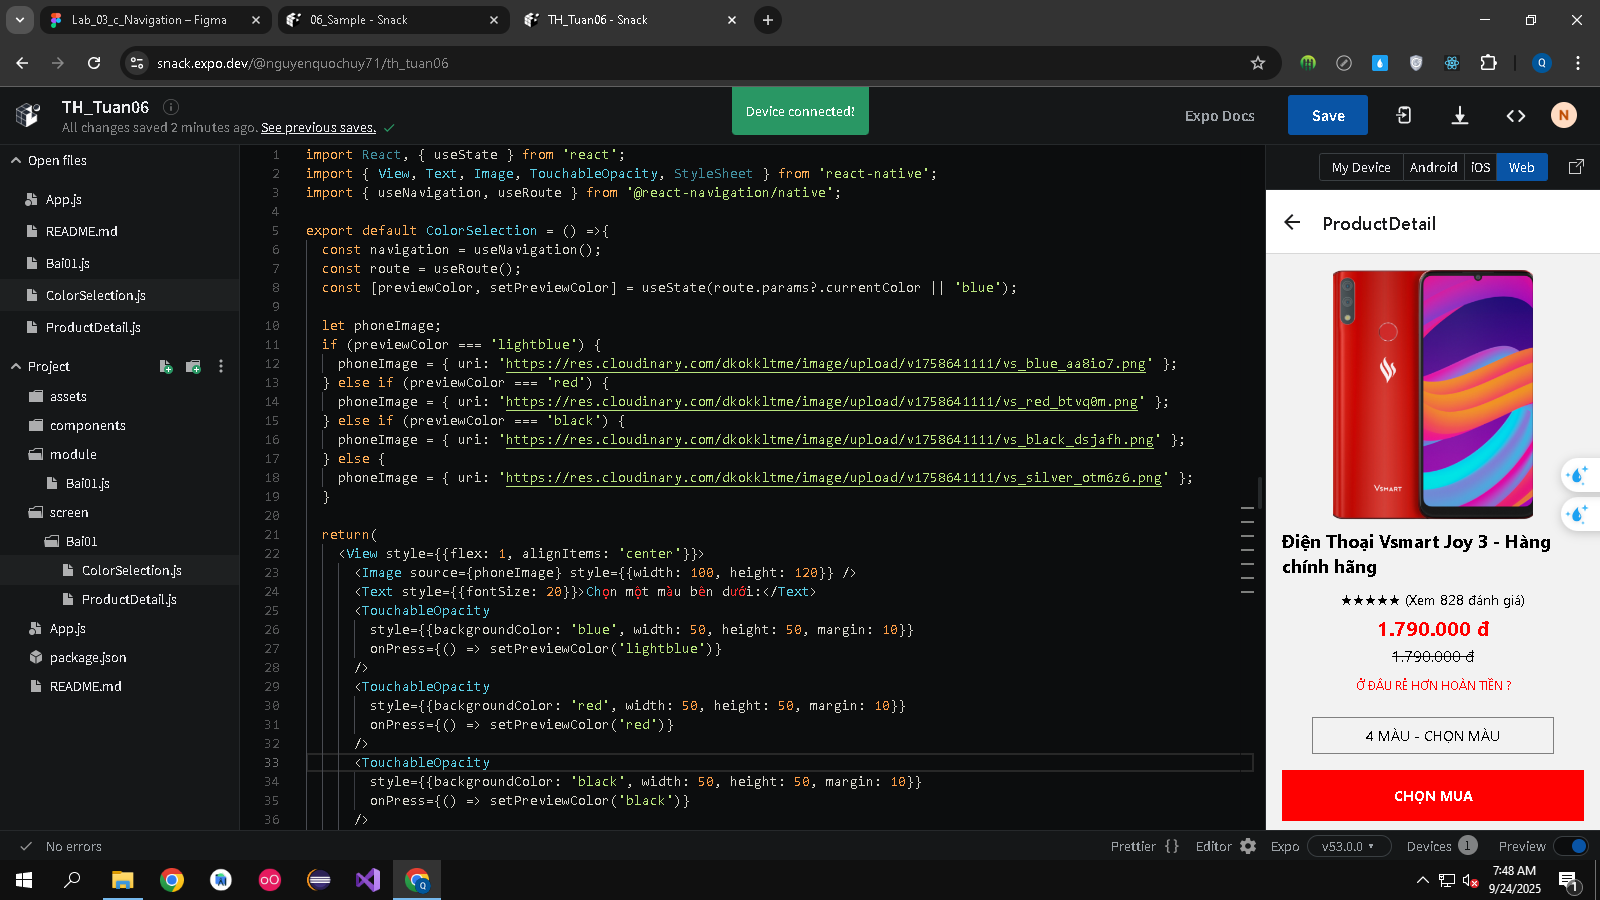 Lab_03_c_Navigation – Figma
06_Sample - Snack
TH_Tuan06 - Snack
snack.expo.dev/@nguyenquochuy71/th_tuan06
Q
TH_Tuan06
All changes saved 2 minutes ago. See previous saves.
Device connected!
Expo Docs
Save
N
Open files
App.js
README.md
Bai01.js
ColorSelection.js
ProductDetail.js
Project
assets
components
module
Bai01.js
screen
Bai01
ColorSelection.js
ProductDetail.js
App.js
package.json
README.md
1 import React, { useState } from 'react';
2 import { View, Text, Image, TouchableOpacity, StyleSheet } from 'react-native';
3 import { useNavigation, useRoute } from '@react-navigation/native';
4
5 export default ColorSelection = () =>{
6 const navigation = useNavigation();
7 const route = useRoute();
8 const [previewColor, setPreviewColor] = useState(route.params?.currentColor || 'blue');
9
10 let phoneImage;
11 if (previewColor === 'lightblue') {
12 phoneImage = { uri: 'https://res.cloudinary.com/dkokkltme/image/upload/v1758641111/vs_blue_aa8io7.png' };
13 } else if (previewColor === 'red') {
14 phoneImage = { uri: 'https://res.cloudinary.com/dkokkltme/image/upload/v1758641111/vs_red_btvq0m.png' };
15 } else if (previewColor === 'black') {
16 phoneImage = { uri: 'https://res.cloudinary.com/dkokkltme/image/upload/v1758641111/vs_black_dsjafh.png' };
17 } else {
18 phoneImage = { uri: 'https://res.cloudinary.com/dkokkltme/image/upload/v1758641111/vs_silver_otm6z6.png' };
19 }
20
21 return(
22 <View style={{flex: 1, alignItems: 'center'}}>
23 <Image source={phoneImage} style={{width: 100, height: 120}} />
24 <Text style={{fontSize: 20}}>Chọn một màu bên dưới:</Text>
25 <TouchableOpacity
26 style={{backgroundColor: 'blue', width: 50, height: 50, margin: 10}}
27 onPress={() => setPreviewColor('lightblue')}
28 />
29 <TouchableOpacity
30 style={{backgroundColor: 'red', width: 50, height: 50, margin: 10}}
31 onPress={() => setPreviewColor('red')}
32 />
33 <TouchableOpacity
34 style={{backgroundColor: 'black', width: 50, height: 50, margin: 10}}
35 onPress={() => setPreviewColor('black')}
36 />
My Device
Android
iOS
Web
ProductDetail
VSMART
Điện Thoại Vsmart Joy 3 - Hàng
chính hãng
★★★★★ (Xem 828 đánh giá)
1.790.000 đ
1.790.000 đ
Ở ĐÂU RẺ HƠN HOÀN TIỀN ?
4 MÀU - CHỌN MÀU
CHỌN MUA
No errors
Prettier {}
Editor
Expo
v53.0.0
Devices 1
Preview
7:48 AM
9/24/2025
1